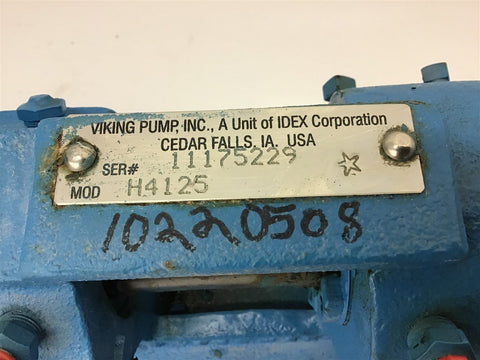 VIKING PUMP, INC., A Unit of IDEX Corporation
CEDAR FALLS, IA. USA
SER# 11175229
MOD H4125
10220508